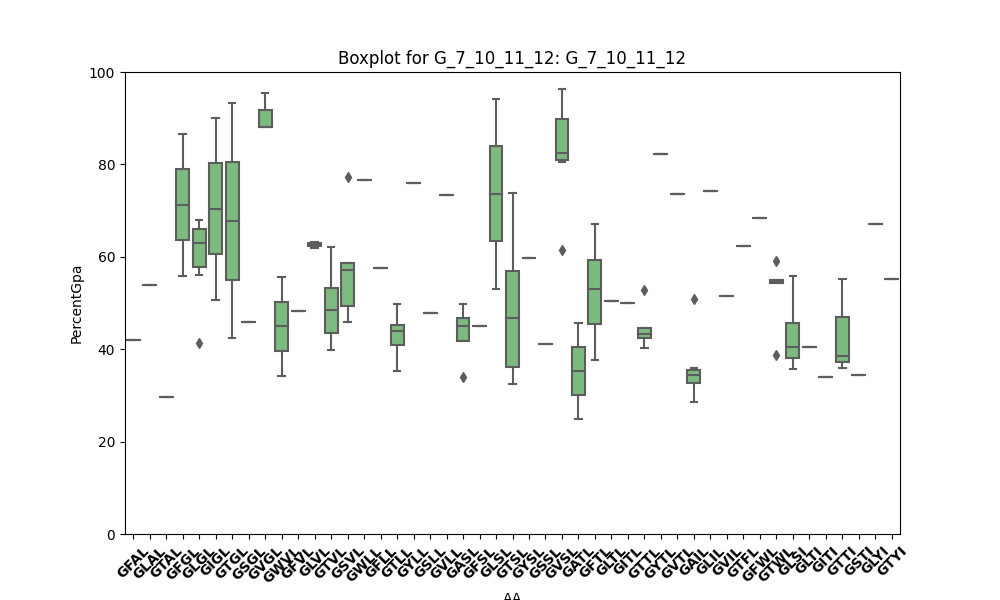 Boxplot for G_7_10_11_12: G_7_10_11_12
PercentGpa
100
80
60
40
20
0
GFAL GLAL GTAL GFGL GLGL GIGL GTGL GSGL GVGL GWVL GFVL GLVL GTVL GSVL GWLL GFLL GTLL GYLL GSLL GVLL GASL GFSL GLSL GTSL GYSL GSSL GVSL GATL GFTL GLTL GITL GTTL GYTL GVTL GAIL GLIL GVIL GTFL GFWL GTWL GLSI GLTI GITI GTTI GSTI GLYI GTYI
AA